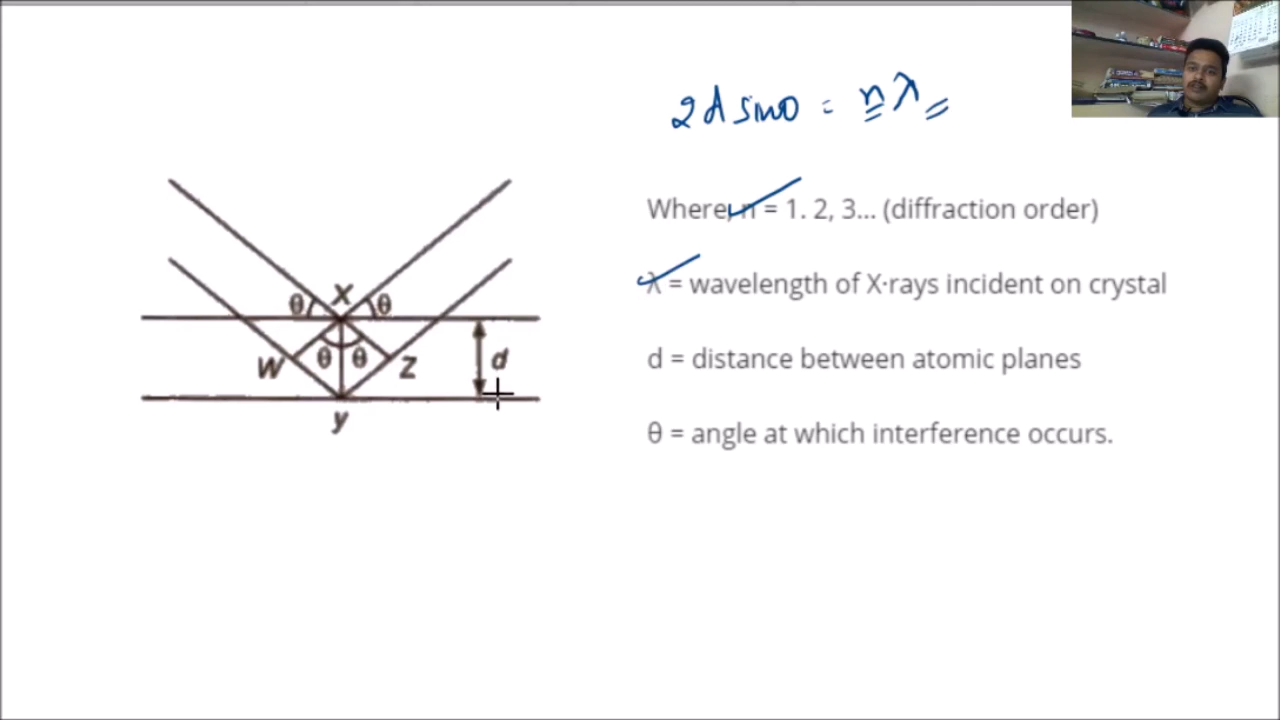 2d sinθ = nλ
Where, n = 1. 2, 3... (diffraction order)
λ = wavelength of X·rays incident on crystal
d = distance between atomic planes
θ = angle at which interference occurs.
θ X θ
W θ θ Z d
y